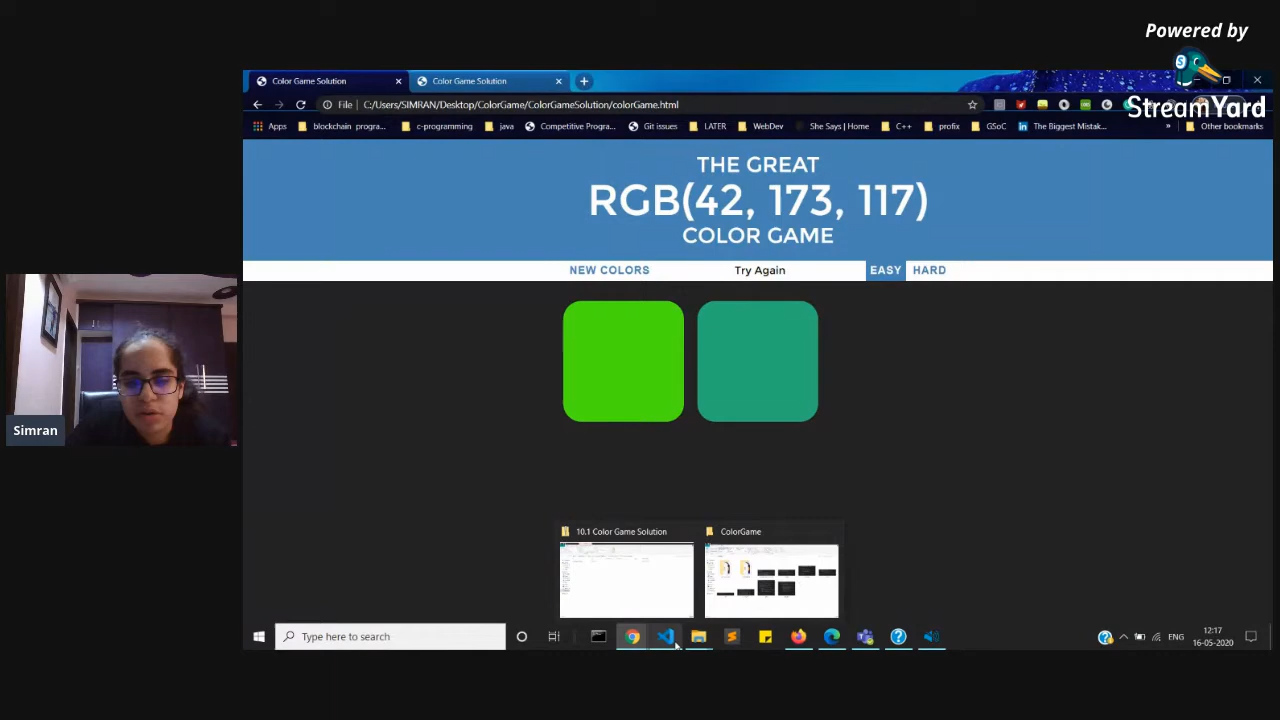 Powered by
StreamYard
Color Game Solution
Color Game Solution
File
C:/Users/SIMRAN/Desktop/ColorGame/ColorGameSolution/colorGame.html
Apps
blockchain progra...
c-programming
java
Competitive Progra...
Git issues
LATER
WebDev
She Says | Home
C++
profix
GSoC
The Biggest Mistak...
»
Other bookmarks
THE GREAT
RGB(42, 173, 117)
COLOR GAME
NEW COLORS
Try Again
EASY
HARD
Simran
10.1 Color Game Solution
ColorGame
Type here to search
ENG
12:17
16-05-2020